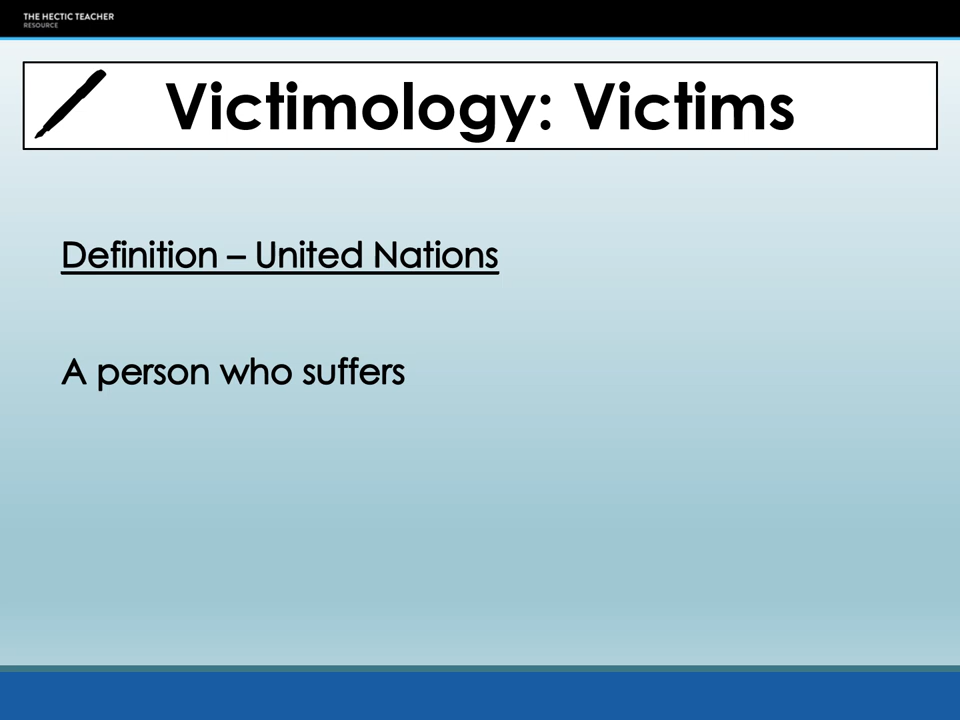 THE HECTIC TEACHER
RESOURCE
Victimology: Victims
Definition – United Nations
A person who suffers